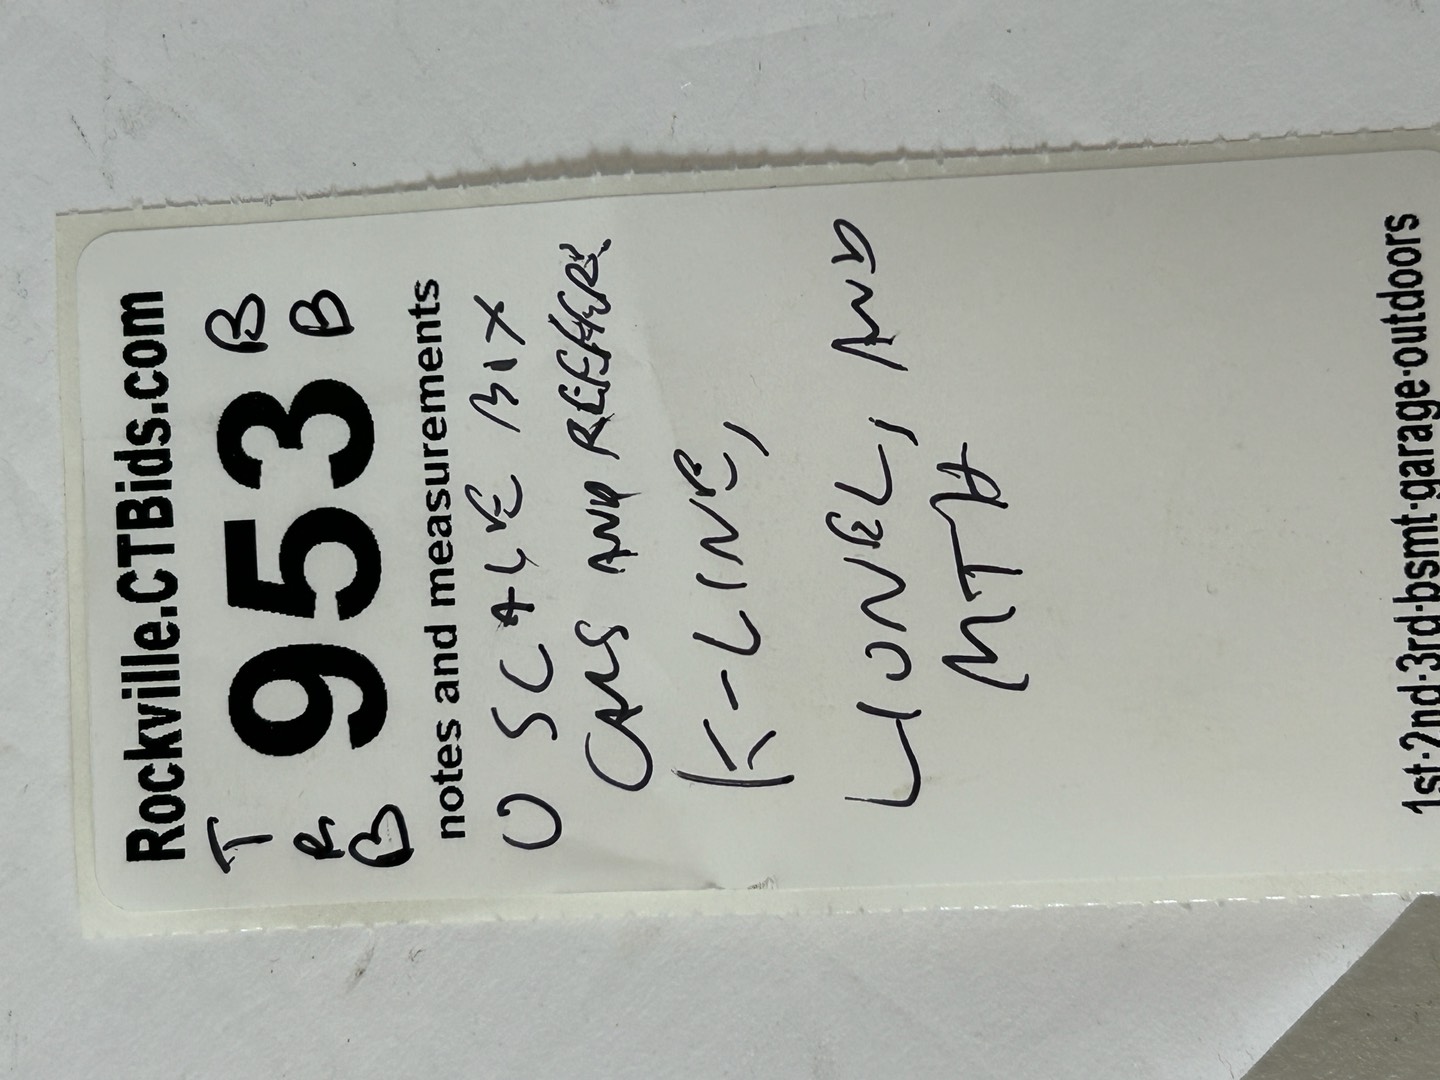 Rockville.CTBids.com
T B
953
R B
B
notes and measurements
O SCALE BOX
CARS AND REEFERS
K-LINE,
LIONEL, AND
MTH
1st·2nd·3rd·bsmt·garage·outdoors